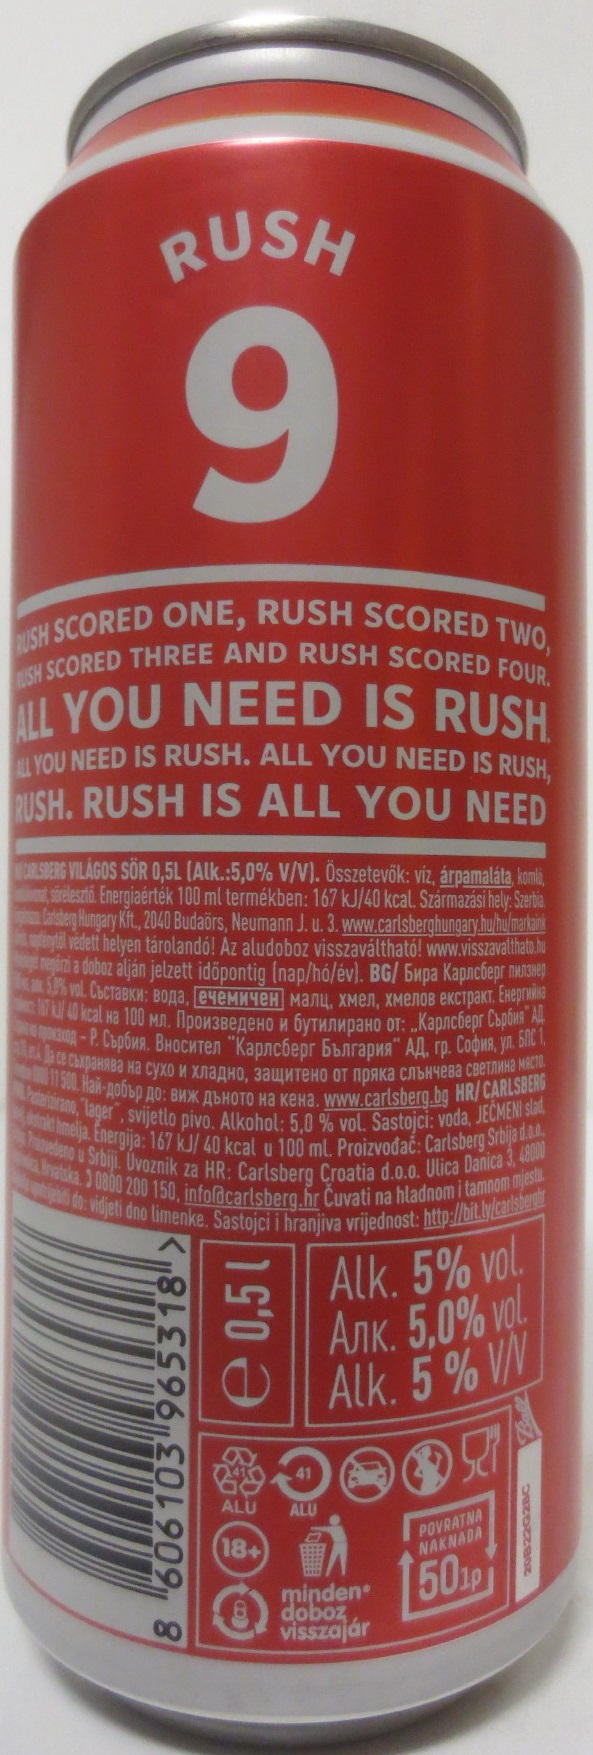 RUSH
9
RUSH SCORED ONE, RUSH SCORED TWO,
RUSH SCORED THREE AND RUSH SCORED FOUR.
ALL YOU NEED IS RUSH.
ALL YOU NEED IS RUSH. ALL YOU NEED IS RUSH,
RUSH. RUSH IS ALL YOU NEED
CARLSBERG VILÁGOS SÖR 0,5L (Alk.:5,0% V/V). Összetevők: víz, árpamaláta, komló,
sörélesztő. Energiaérték 100 ml termékben: 167 kJ/40 kcal. Származási hely: Szerbia.
Carlsberg Hungary Kft., 2040 Budaörs, Neumann J. u. 3. www.carlsberghungary.hu/hu/markaink
napfénytől védett helyen tárolandó! Az aludoboz visszaváltható! www.visszavalthato.hu
megőrzi a doboz alján jelzett időpontig (nap/hó/év). BG/ Бира Карлсберг пилзнер
алк. 5,0% vol. Съставки: вода, ечемичен малц, хмел, хмелов екстракт. Енергийна
167 kJ/ 40 kcal на 100 мл. Произведено и бутилирано от: „Карлсберг Сърбия" АД,
произход - Р. Сърбия. Вносител "Карлсберг България" АД, гр. София, ул. БПС 1,
Да се съхранява на сухо и хладно, защитено от пряка слънчева светлина място.
0800 11 500. Най-добър до: виж дъното на кена. www.carlsberg.bg HR/ CARLSBERG
Pasterizirano, "lager", svijetlo pivo. Alkohol: 5,0 % vol. Sastojci: voda, JEČMENI slad,
ekstrakt hmelja. Energija: 167 kJ/ 40 kcal u 100 ml. Proizvođač: Carlsberg Srbija d.o.o.,
Proizvedeno u Srbiji. Uvoznik za HR: Carlsberg Croatia d.o.o. Ulica Danica 3, 48000
Hrvatska. 0800 200 150, info@carlsberg.hr Čuvati na hladnom i tamnom mjestu.
upotrijebiti do: vidjeti dno limenke. Sastojci i hranjiva vrijednost: http://bit.ly/carlsberghr
8 606103 965318 >
e 0,5 l
Alk. 5% vol.
Алк. 5,0% vol.
Alk. 5 % V/V
Ball
41
ALU
41
ALU
18+
POVRATNA
NAKNADA
50lp
minden
doboz
visszajár